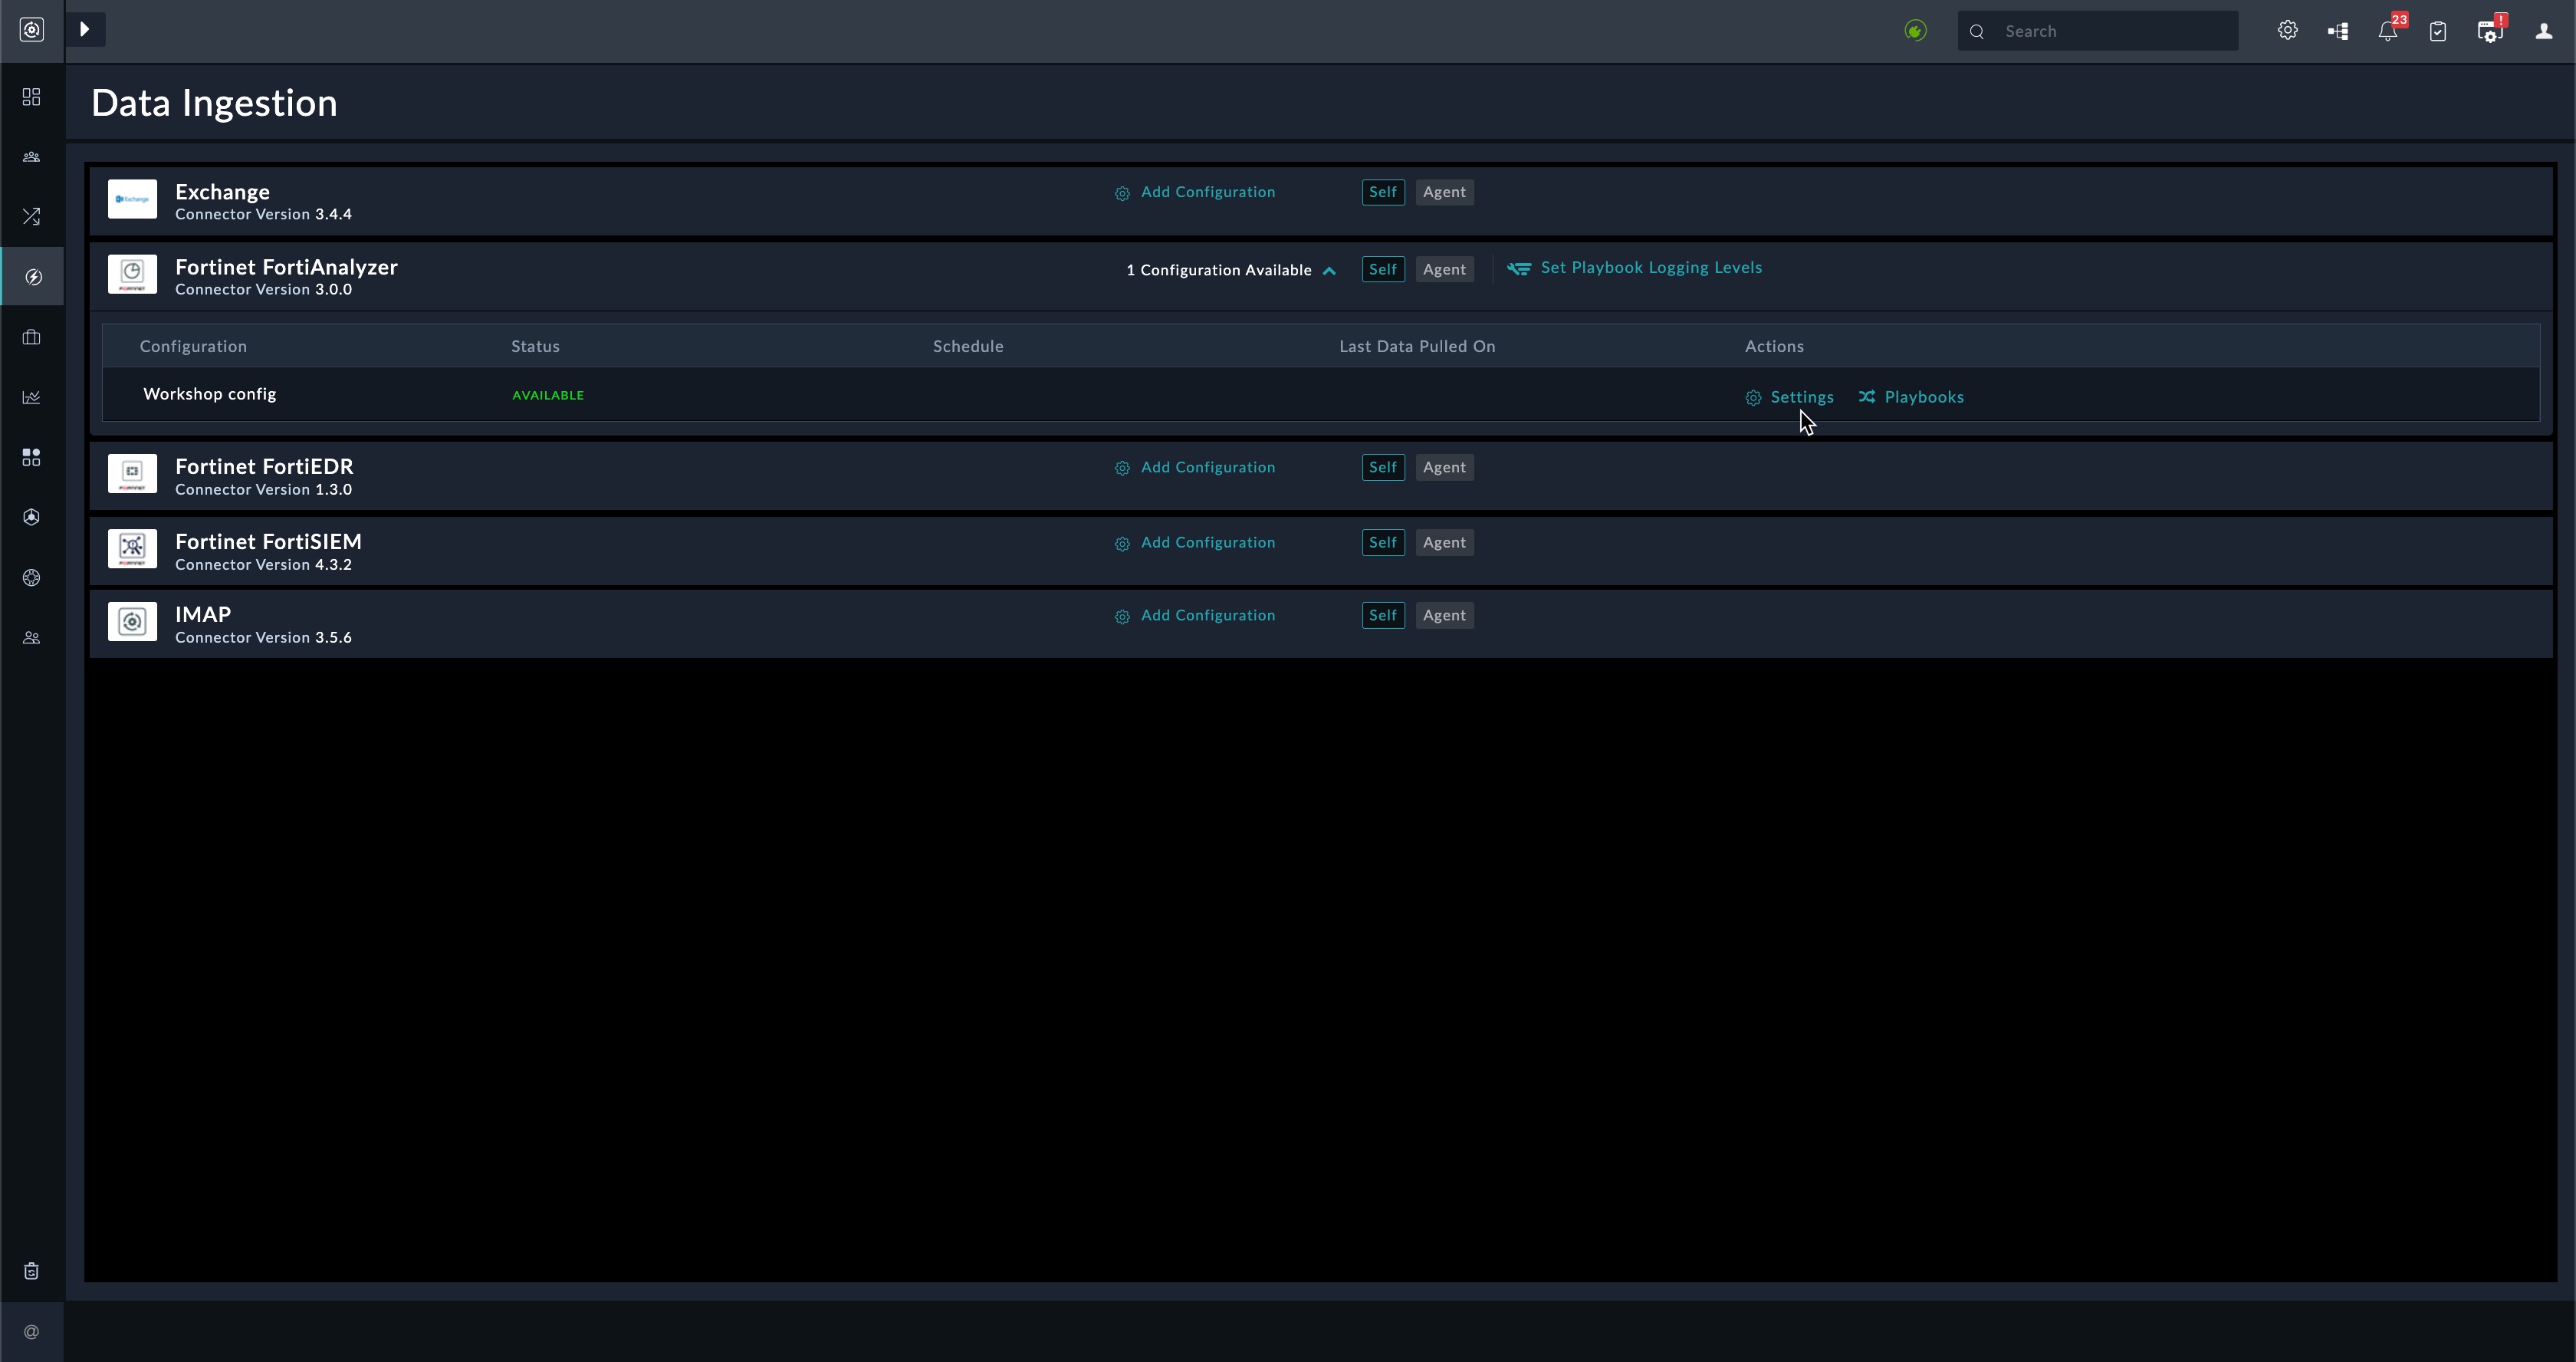 Search
23
!
Data Ingestion
Exchange
Exchange
Connector Version 3.4.4
Add Configuration
Self
Agent
Fortinet FortiAnalyzer
Connector Version 3.0.0
1 Configuration Available
Self
Agent
Set Playbook Logging Levels
Configuration
Status
Schedule
Last Data Pulled On
Actions
Workshop config
AVAILABLE
Settings
Playbooks
Fortinet FortiEDR
Connector Version 1.3.0
Add Configuration
Self
Agent
Fortinet FortiSIEM
Connector Version 4.3.2
Add Configuration
Self
Agent
IMAP
Connector Version 3.5.6
Add Configuration
Self
Agent
@